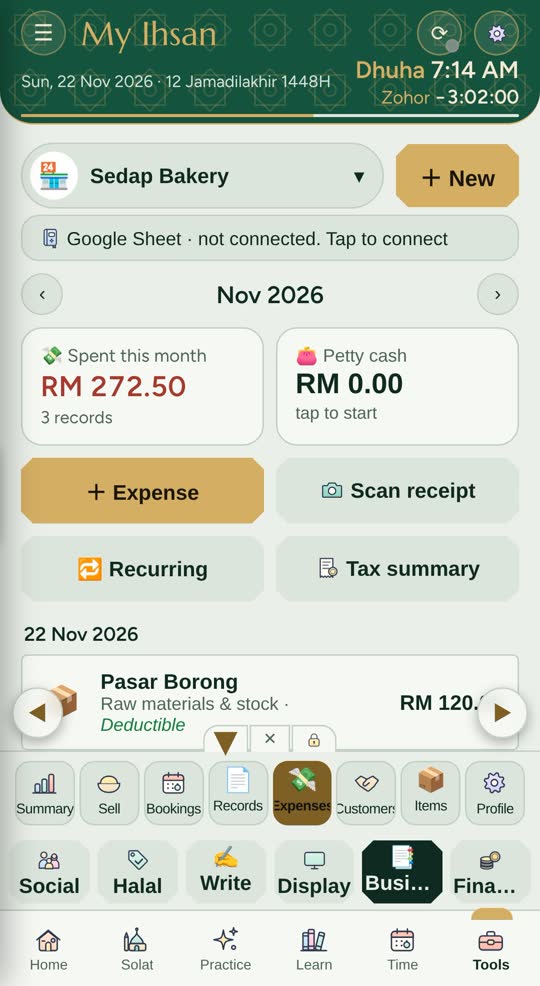 My Ihsan
Sun, 22 Nov 2026 · 12 Jamadilakhir 1448H
Dhuha 7:14 AM
Zohor −3:02:00
Sedap Bakery
+ New
Google Sheet · not connected. Tap to connect
Nov 2026
Spent this month
RM 272.50
3 records
Petty cash
RM 0.00
tap to start
+ Expense
Scan receipt
Recurring
Tax summary
22 Nov 2026
Pasar Borong
Raw materials & stock ·
Deductible
RM 120.
Summary
Sell
Bookings
Records
Expenses
Customers
Items
Profile
Social
Halal
Write
Display
Busi...
Fina...
Home
Solat
Practice
Learn
Time
Tools